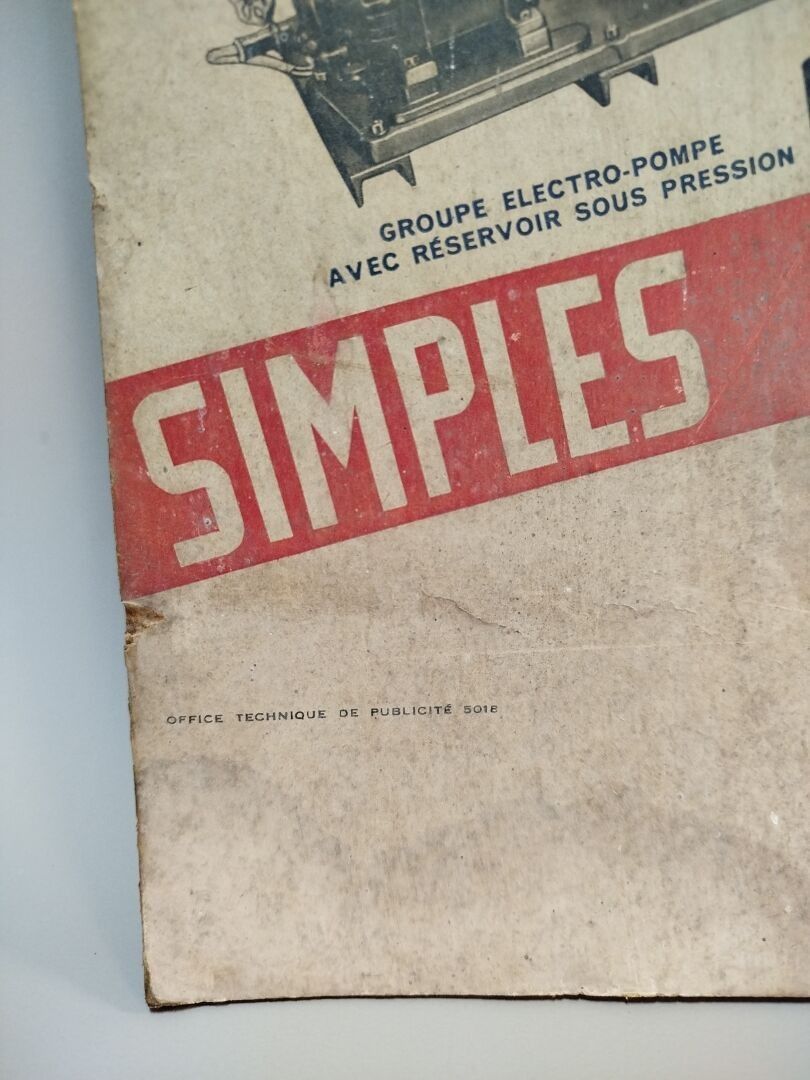 GROUPE ELECTRO-POMPE
AVEC RÉSERVOIR SOUS PRESSION
SIMPLES
OFFICE TECHNIQUE DE PUBLICITÉ 5018